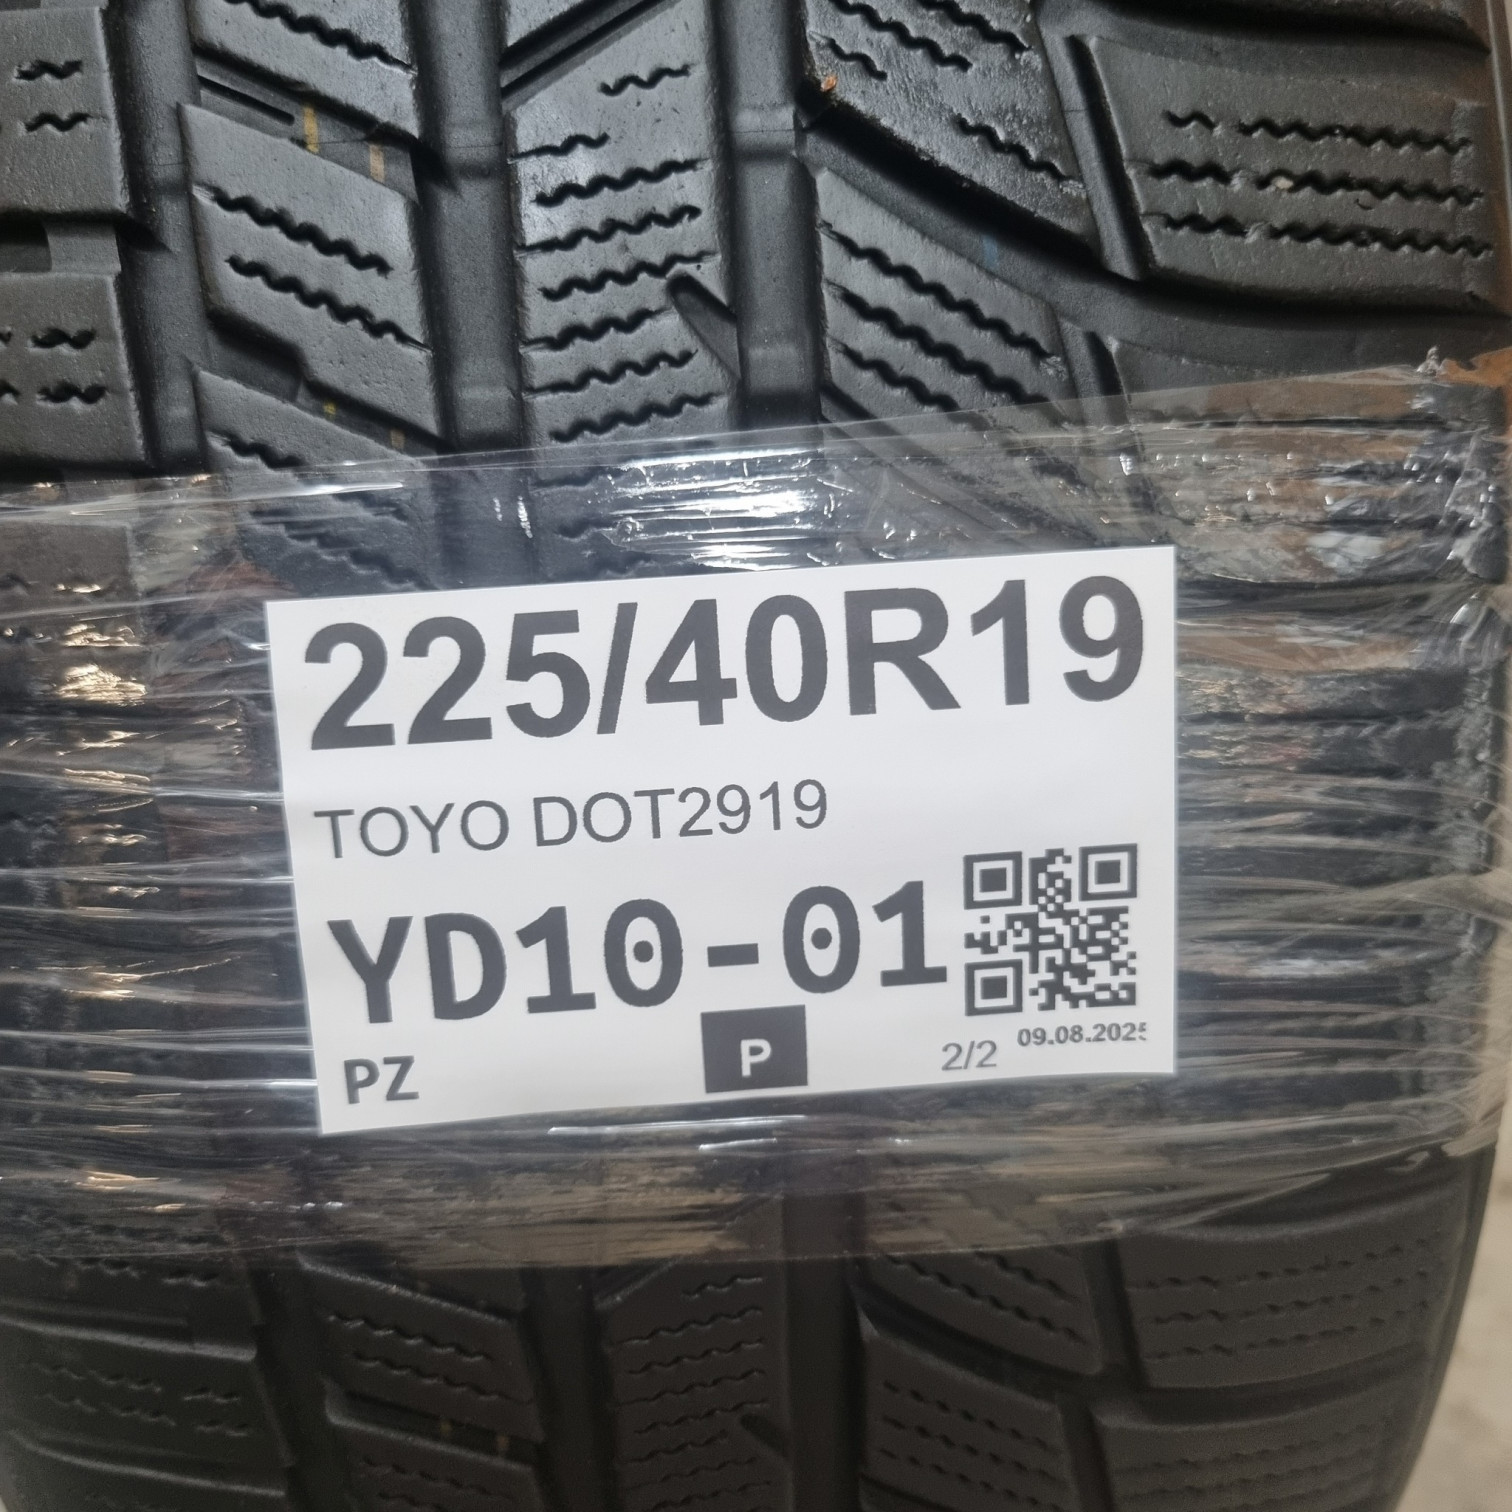 225/40R19
TOYO DOT2919
YD10-01
PZ
P
2/2
09.08.2025